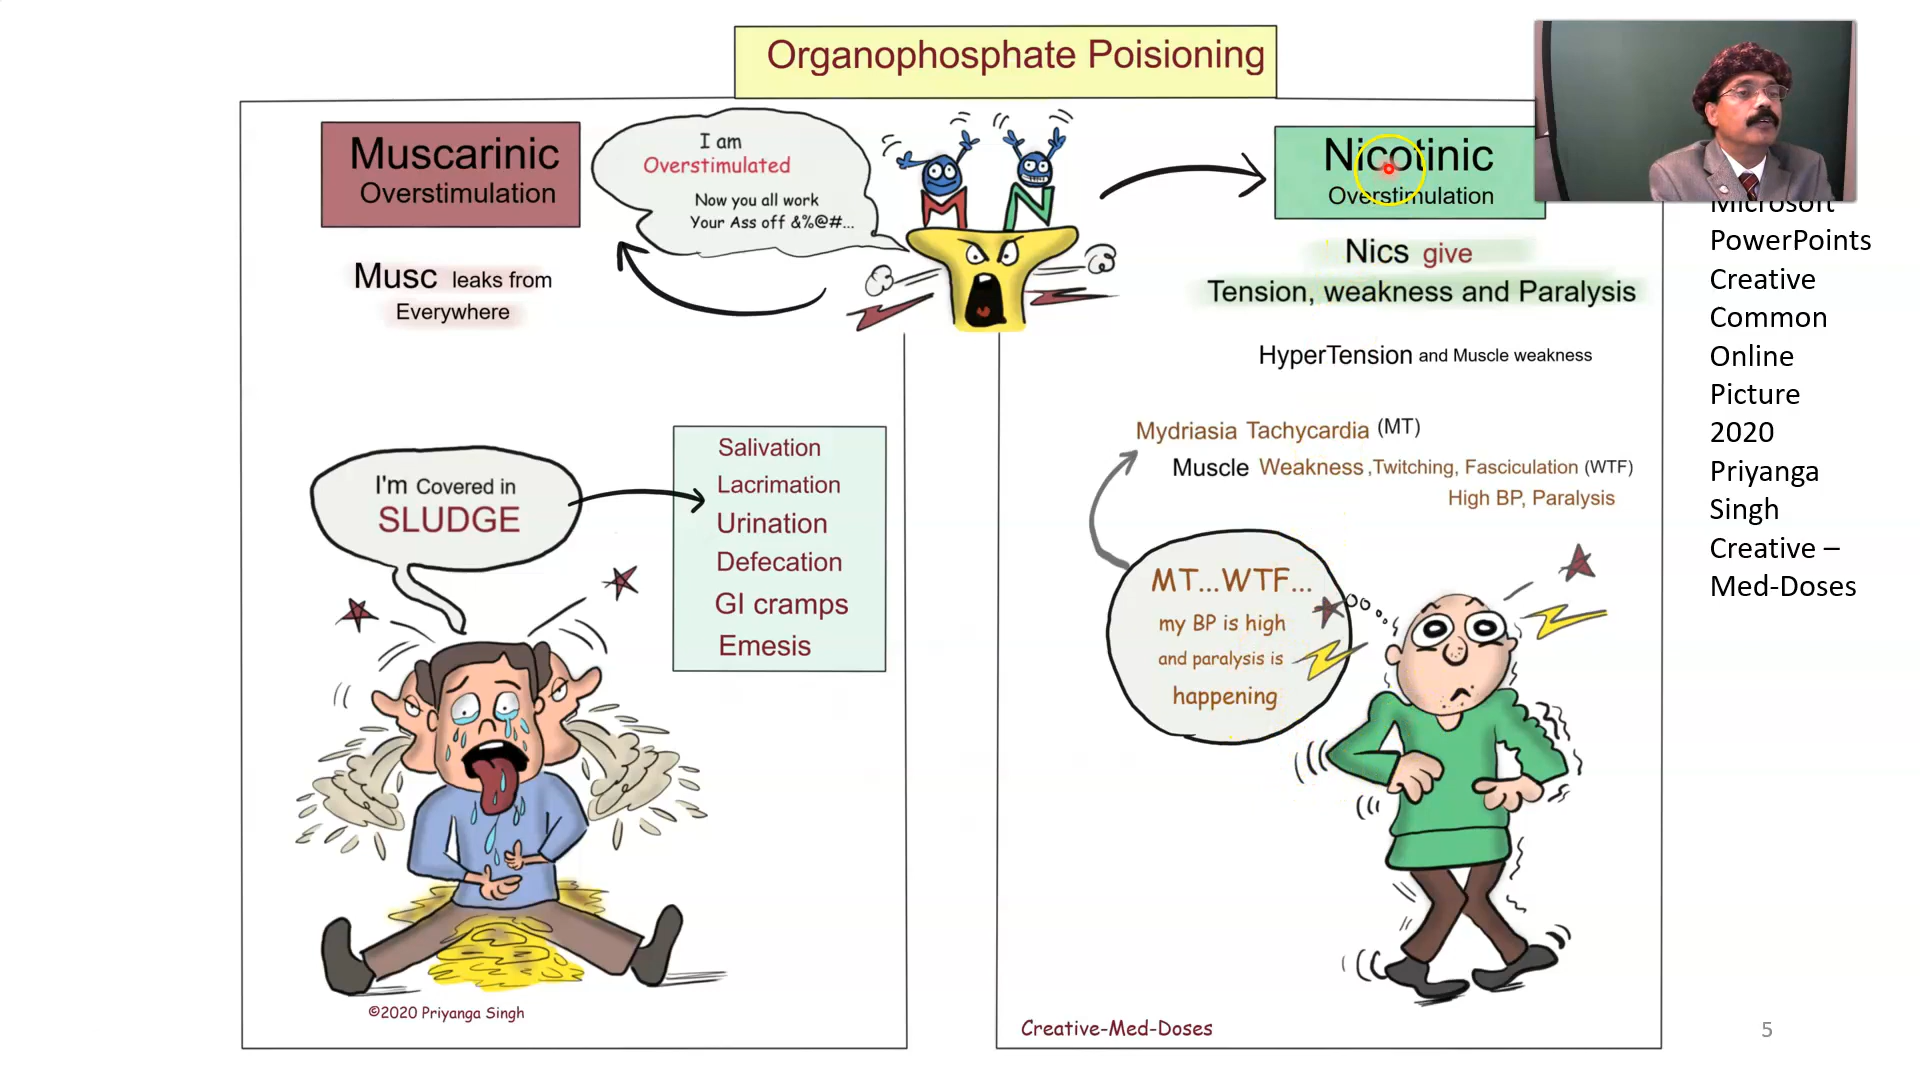 Organophosphate Poisioning
Muscarinic
Overstimulation
I am
Overstimulated
Now you all work
Your Ass off &%@#...
M N
Nicotinic
Overstimulation
Musc leaks from
Everywhere
Nics give
Tension, weakness and Paralysis
HyperTension and Muscle weakness
I'm Covered in
SLUDGE
Salivation
Lacrimation
Urination
Defecation
GI cramps
Emesis
Mydriasia Tachycardia (MT)
Muscle Weakness ,Twitching, Fasciculation (WTF)
High BP, Paralysis
MT...WTF...
my BP is high
and paralysis is
happening
©2020 Priyanga Singh
Creative-Med-Doses
Microsoft
PowerPoints
Creative
Common
Online
Picture
2020
Priyanga
Singh
Creative –
Med-Doses
5